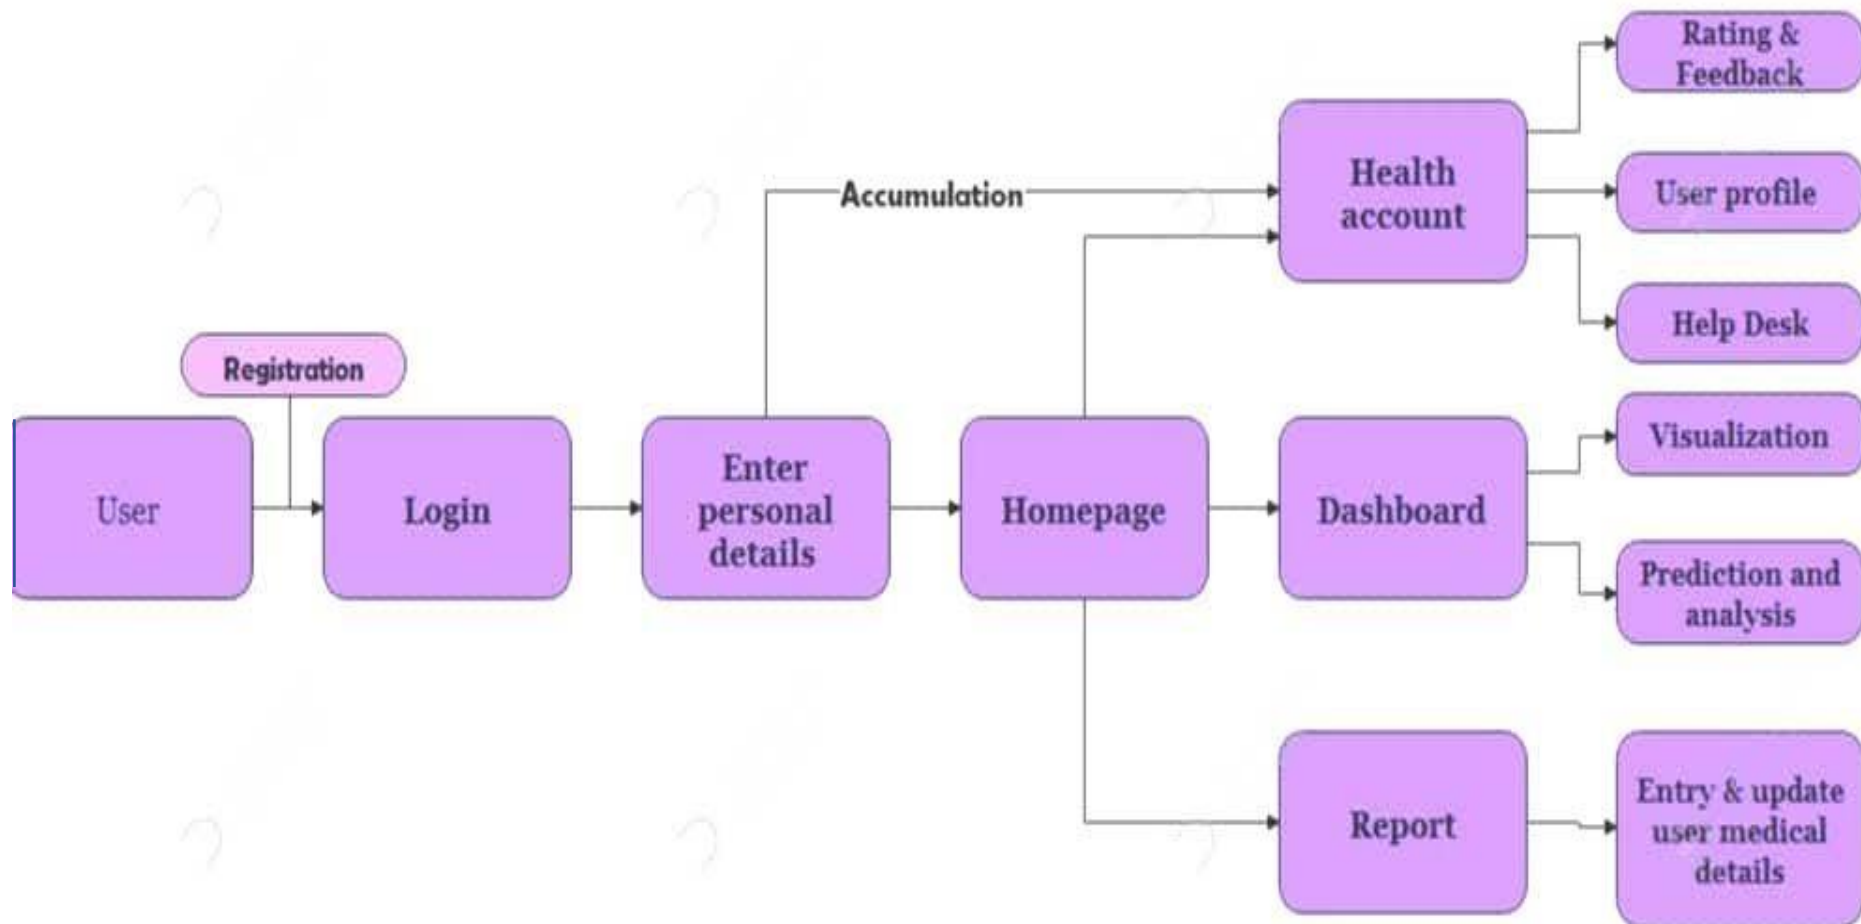 Rating &
Feedback
Health
account
User profile
Accumulation
Help Desk
Registration
Visualization
User
Login
Enter
personal
details
Homepage
Dashboard
Prediction and
analysis
Report
Entry & update
user medical
details